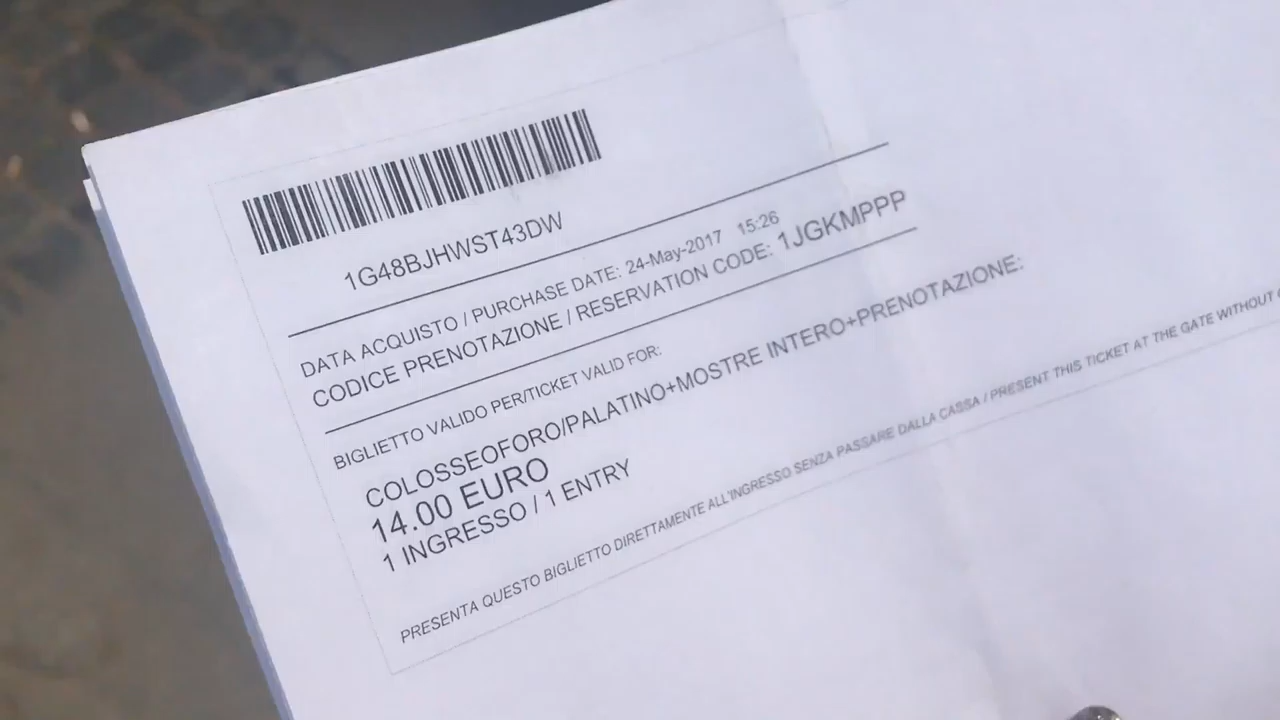 1G48BJHWST43DW
DATA ACQUISTO / PURCHASE DATE: 24-May-2017 15:26
CODICE PRENOTAZIONE / RESERVATION CODE: 1JGKMPPP
BIGLIETTO VALIDO PER/TICKET VALID FOR:
COLOSSEOFORO/PALATINO+MOSTRE INTERO+PRENOTAZIONE:
14.00 EURO
1 INGRESSO / 1 ENTRY
PRESENTA QUESTO BIGLIETTO DIRETTAMENTE ALL'INGRESSO SENZA PASSARE DALLA CASSA / PRESENT THIS TICKET AT THE GATE WITHOUT